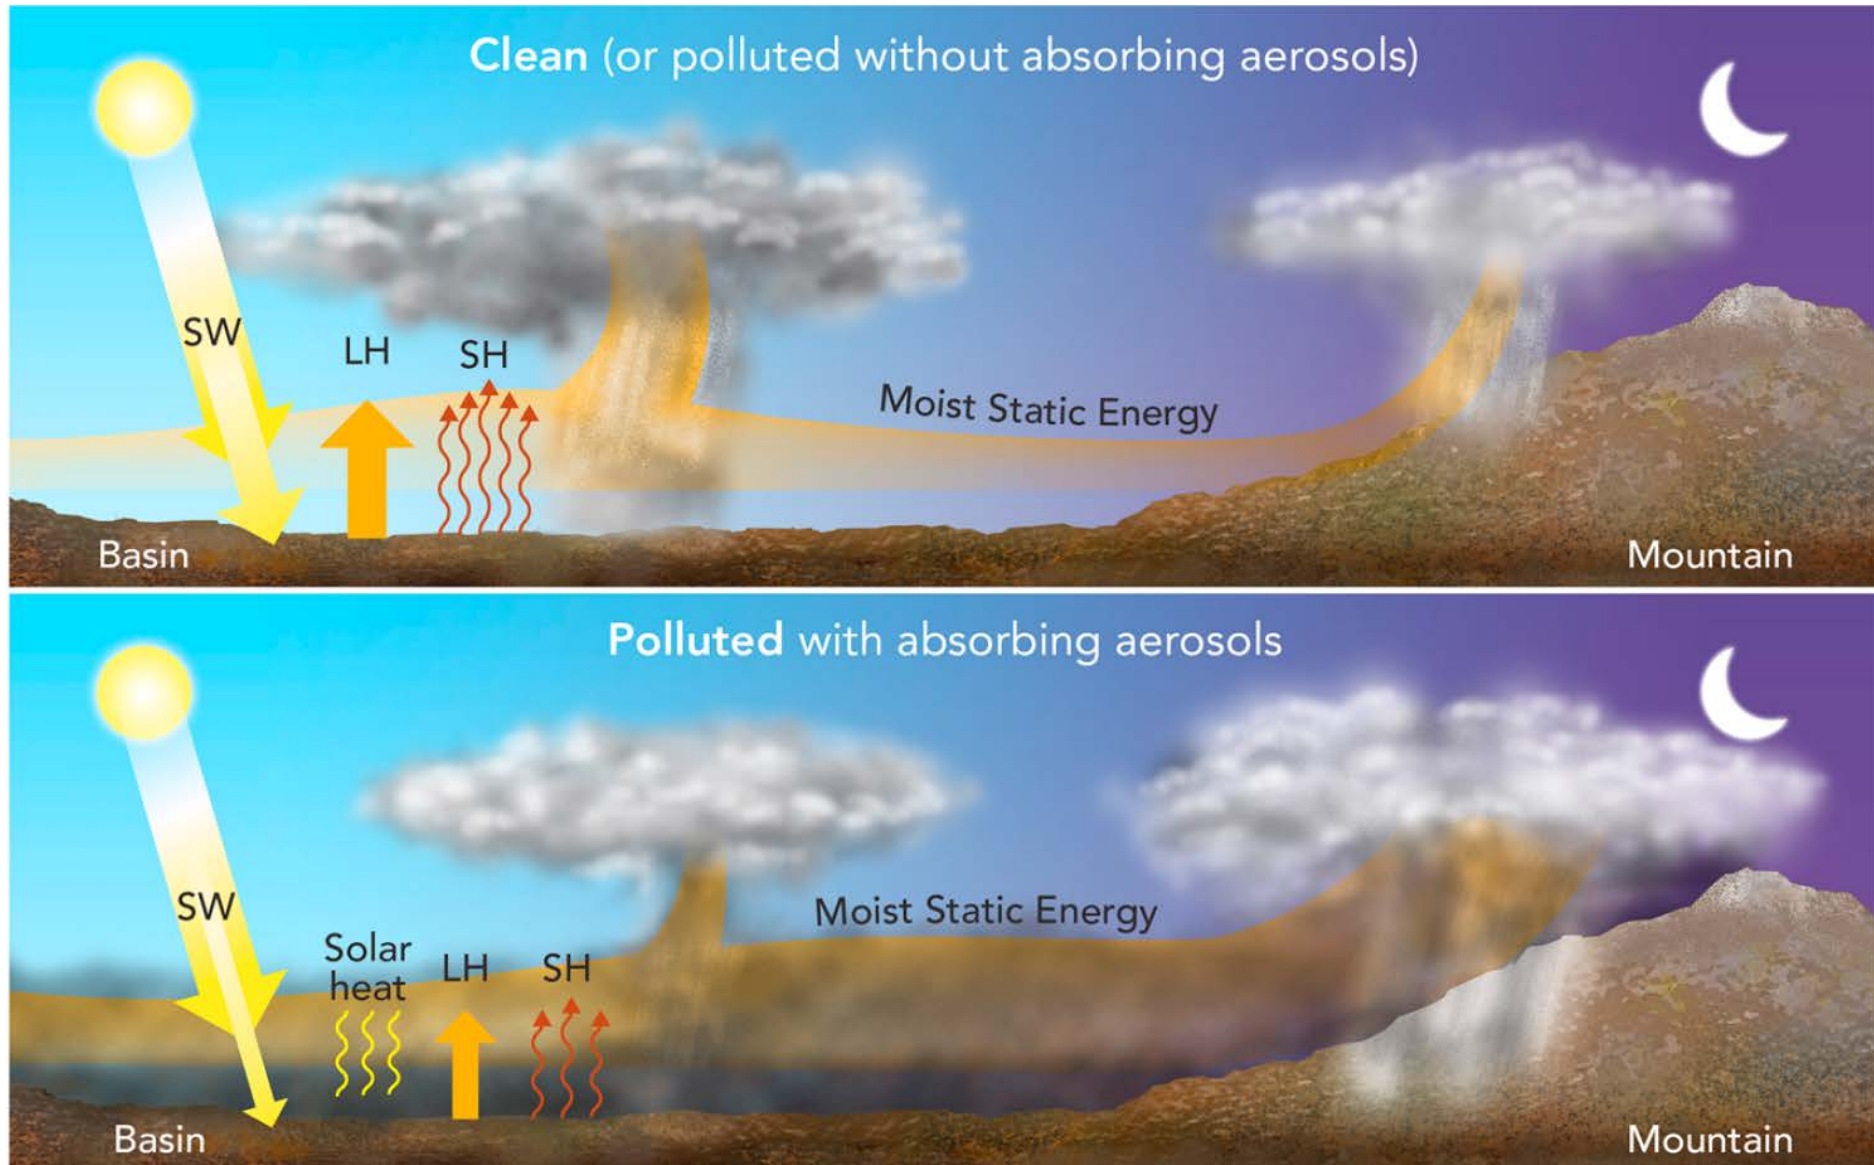 Clean (or polluted without absorbing aerosols)
SW
LH
SH
Moist Static Energy
Basin
Mountain
Polluted with absorbing aerosols
SW
Solar
heat
LH
SH
Moist Static Energy
Basin
Mountain